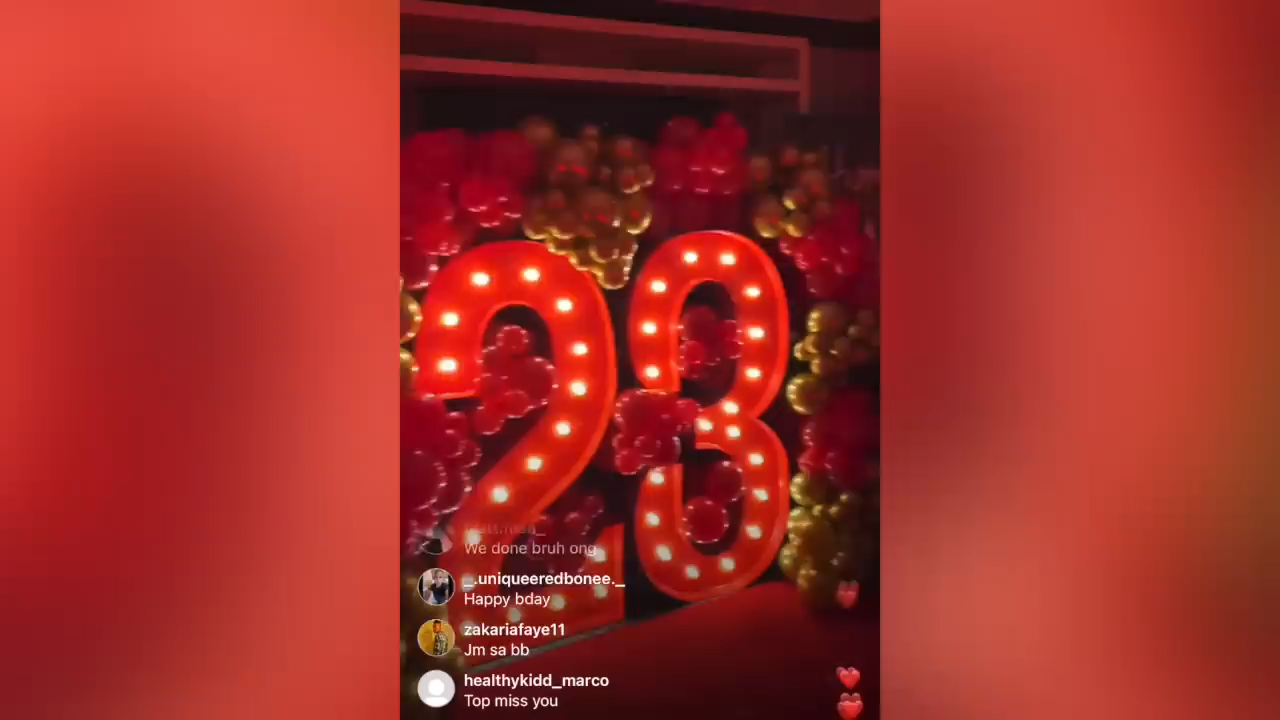 23
We done bruh ong
_.uniqueeredbonee._
Happy bday
zakariafaye11
Jm sa bb
healthykidd_marco
Top miss you